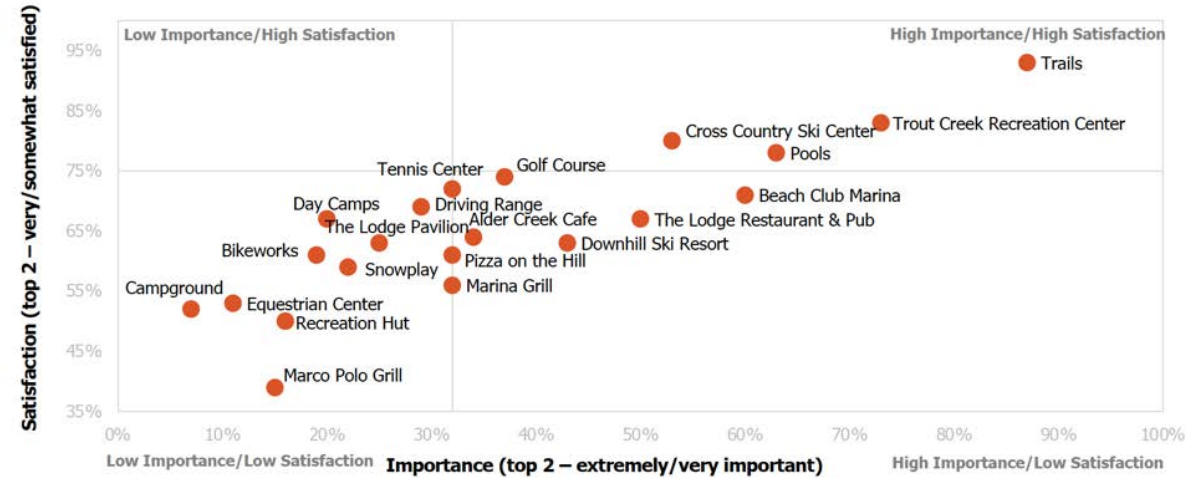 Satisfaction (top 2 – very/somewhat satisfied)
Low Importance/High Satisfaction
High Importance/High Satisfaction
95%
Trails
85%
Cross Country Ski Center
Trout Creek Recreation Center
Pools
75%
Tennis Center
Golf Course
Day Camps
Driving Range
Beach Club Marina
65%
The Lodge Pavilion
Alder Creek Cafe
The Lodge Restaurant & Pub
Bikeworks
Downhill Ski Resort
Snowplay
Pizza on the Hill
55%
Campground
Marina Grill
Equestrian Center
Recreation Hut
45%
Marco Polo Grill
35%
0% 10% 20% 30% 40% 50% 60% 70% 80% 90% 100%
Low Importance/Low Satisfaction
Importance (top 2 – extremely/very important)
High Importance/Low Satisfaction